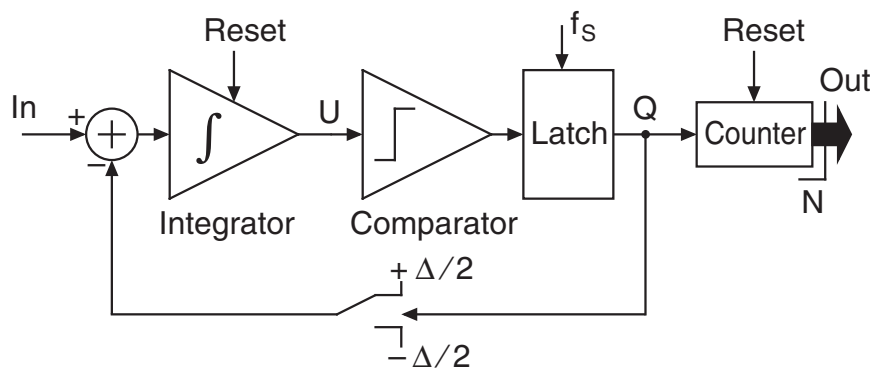 Reset
f_S
Reset
In
+
+
−
∫
U
Q
Out
Latch
Counter
N
Integrator
Comparator
+ Δ/2
− Δ/2